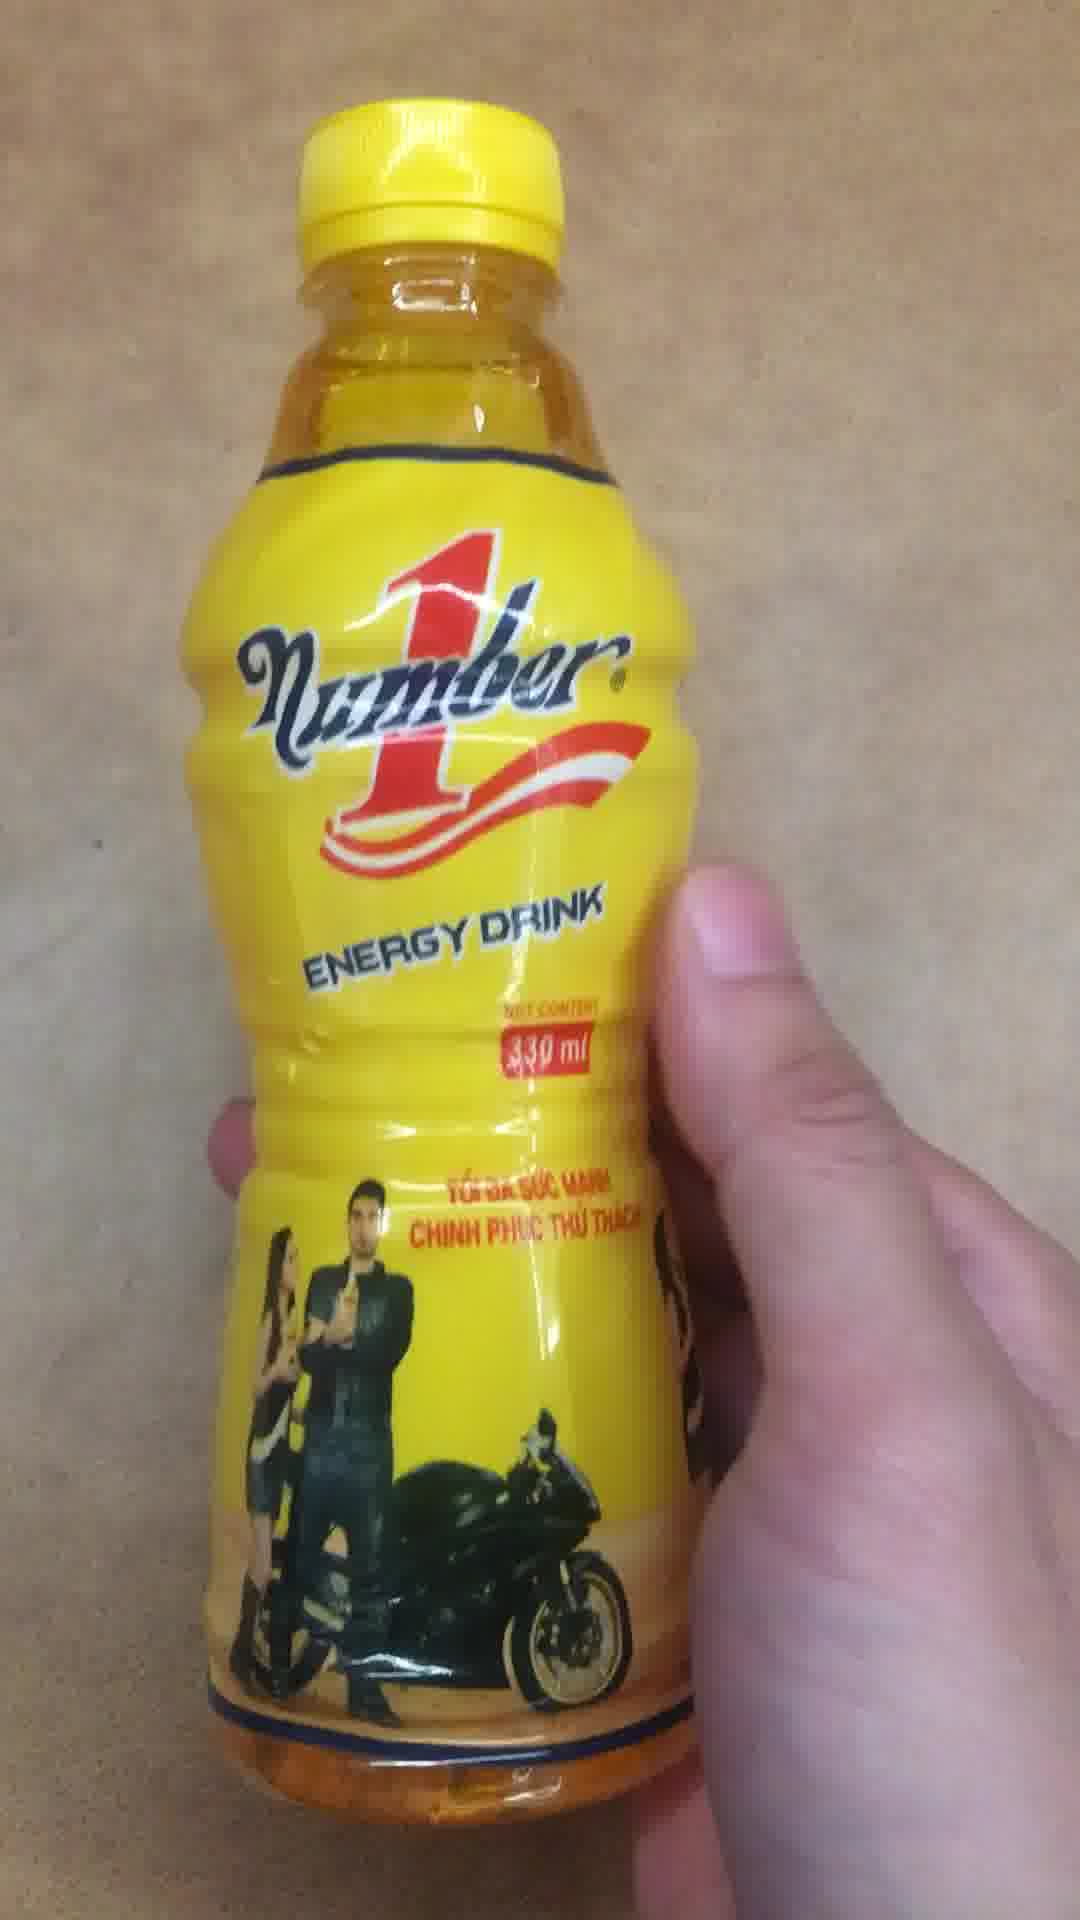 Number 1
ENERGY DRINK
NET CONTENT
330 ml
TỐI ĐA SỨC MẠNH
CHINH PHỤC THỬ THÁCH